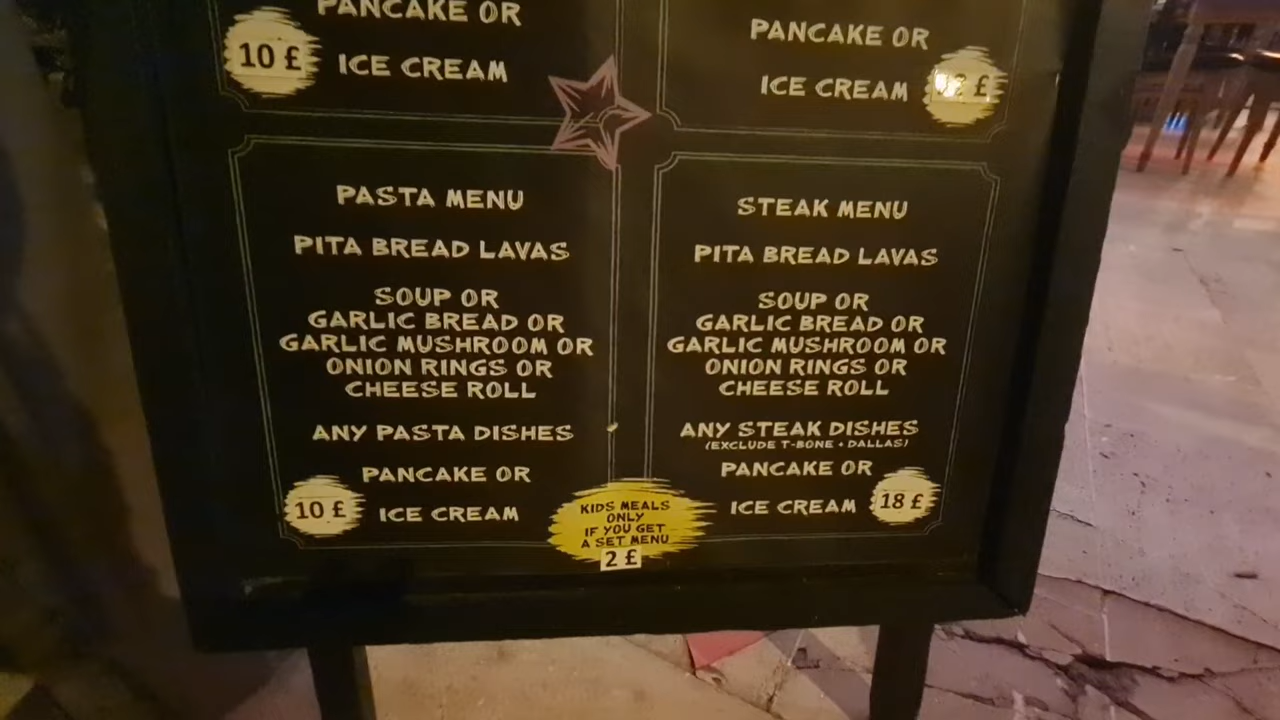 PANCAKE OR
10 £
ICE CREAM
PANCAKE OR
ICE CREAM
£
PASTA MENU
PITA BREAD LAVAS
SOUP OR
GARLIC BREAD OR
GARLIC MUSHROOM OR
ONION RINGS OR
CHEESE ROLL
ANY PASTA DISHES
PANCAKE OR
10 £
ICE CREAM
STEAK MENU
PITA BREAD LAVAS
SOUP OR
GARLIC BREAD OR
GARLIC MUSHROOM OR
ONION RINGS OR
CHEESE ROLL
ANY STEAK DISHES
(EXCLUDE T-BONE + DALLAS)
PANCAKE OR
ICE CREAM
18 £
KIDS MEALS
ONLY
IF YOU GET
A SET MENU
2 £